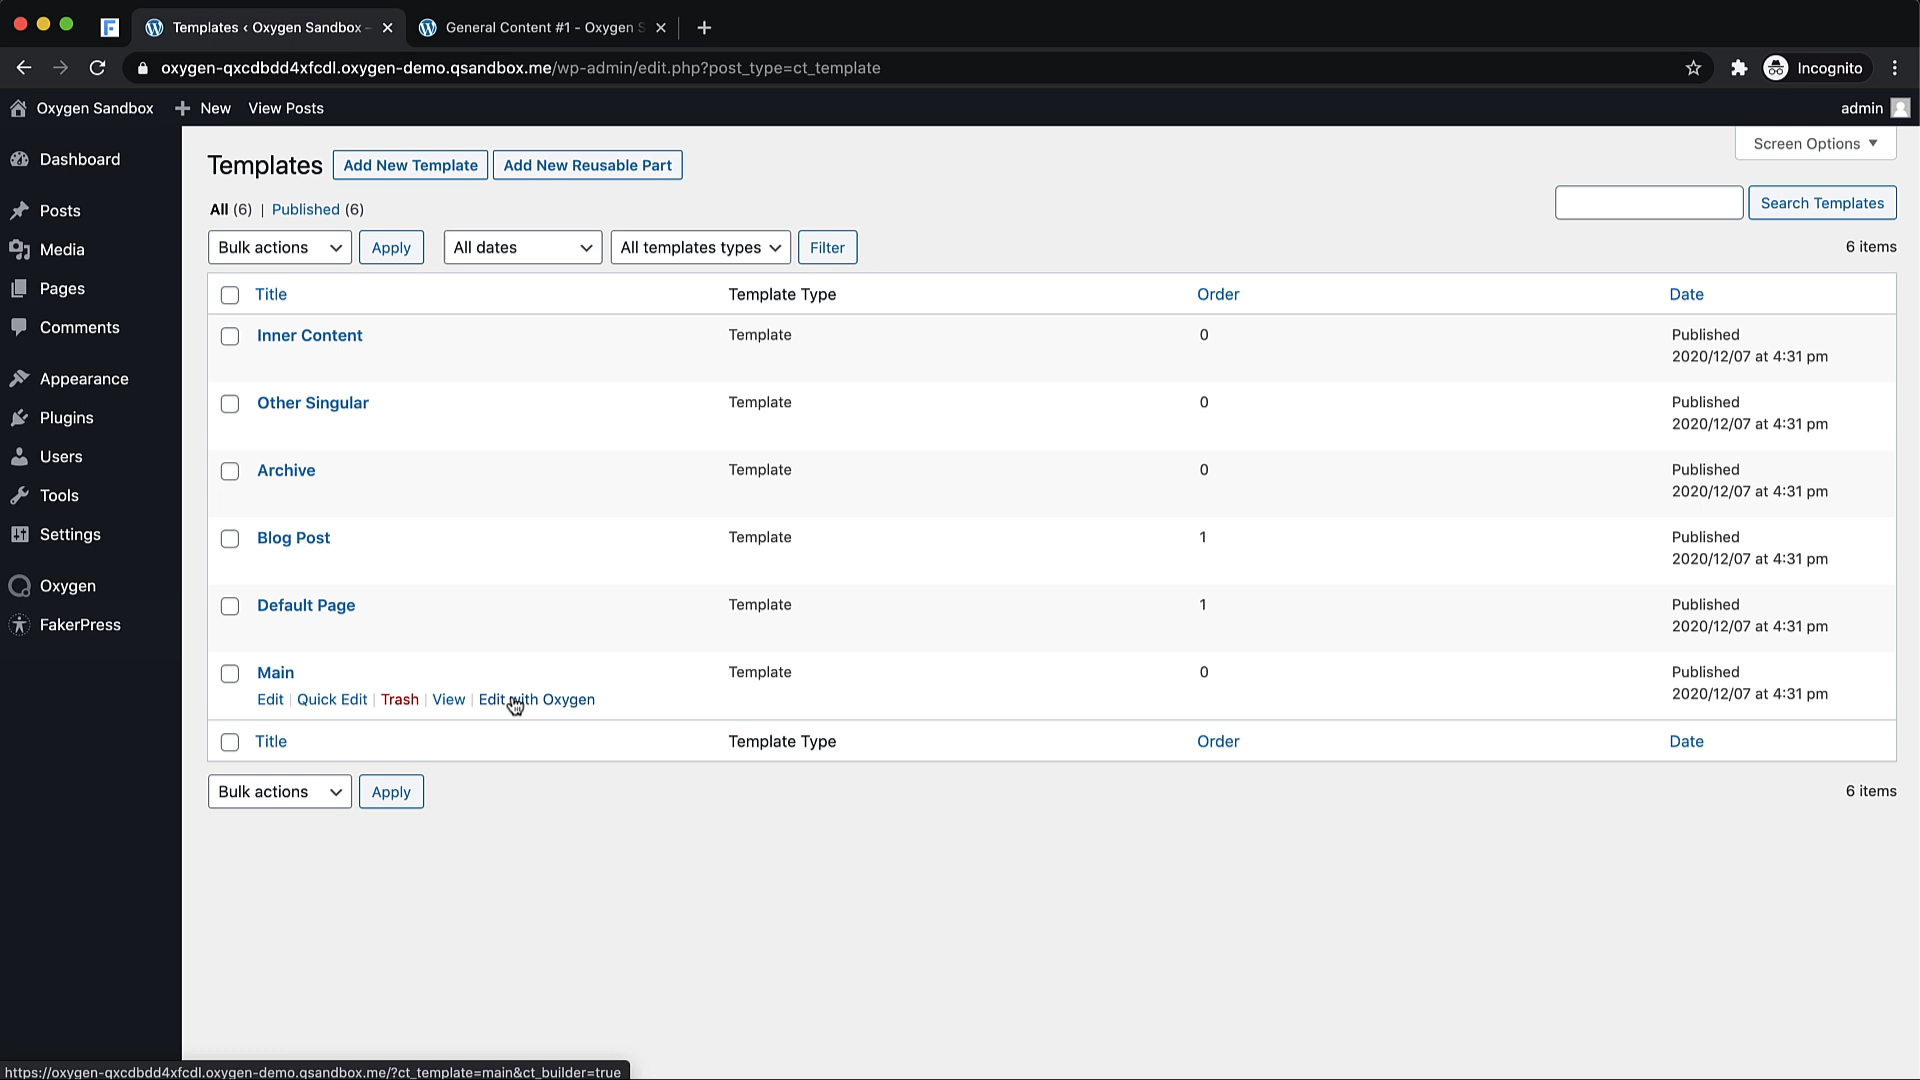 Templates ‹ Oxygen Sandbox -
General Content #1 - Oxygen S
oxygen-qxcdbdd4xfcdl.oxygen-demo.qsandbox.me/wp-admin/edit.php?post_type=ct_template
Incognito
Oxygen Sandbox
New
View Posts
admin
Screen Options
Dashboard
Posts
Media
Pages
Comments
Appearance
Plugins
Users
Tools
Settings
Oxygen
FakerPress
Templates
Add New Template
Add New Reusable Part
All (6) | Published (6)
Search Templates
Bulk actions
Apply
All dates
All templates types
Filter
6 items
Title Template Type Order Date
Inner Content Template 0 Published
2020/12/07 at 4:31 pm
Other Singular Template 0 Published
2020/12/07 at 4:31 pm
Archive Template 0 Published
2020/12/07 at 4:31 pm
Blog Post Template 1 Published
2020/12/07 at 4:31 pm
Default Page Template 1 Published
2020/12/07 at 4:31 pm
Main Template 0 Published
2020/12/07 at 4:31 pm
Edit | Quick Edit | Trash | View | Edit with Oxygen
Title Template Type Order Date
Bulk actions
Apply
6 items
https://oxygen-qxcdbdd4xfcdl.oxygen-demo.qsandbox.me/?ct_template=main&ct_builder=true